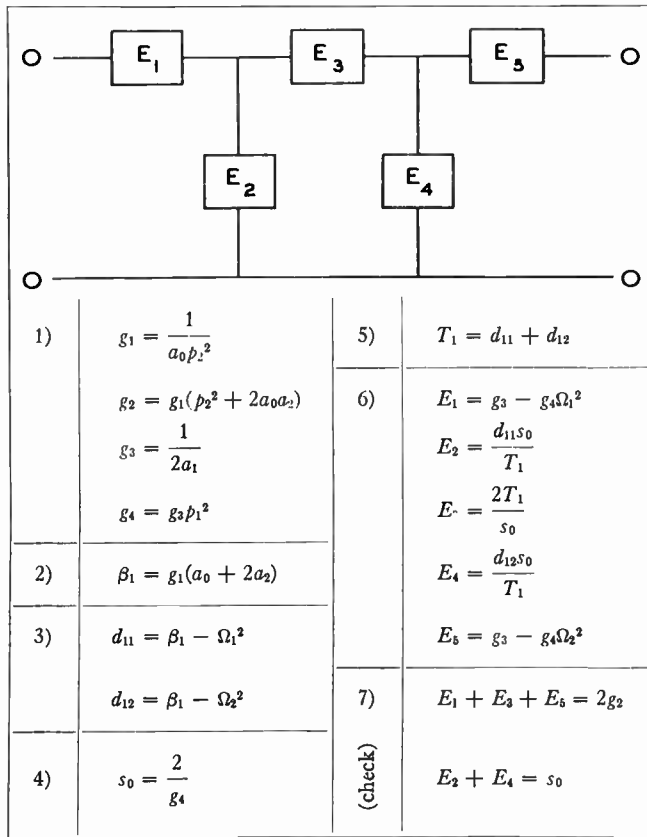 E₁ E₃ E₅
E₂ E₄
1) g₁ = 1 / (a₀p₂²)
g₂ = g₁(p₂² + 2a₀a₂)
g₃ = 1 / (2a₁)
g₄ = g₃p₁²
2) β₁ = g₁(a₀ + 2a₂)
3) d₁₁ = β₁ − Ω₁²
d₁₂ = β₁ − Ω₂²
4) s₀ = 2 / g₄
5) T₁ = d₁₁ + d₁₂
6) E₁ = g₃ − g₄Ω₁²
E₂ = d₁₁s₀ / T₁
E = 2T₁ / s₀
E₄ = d₁₂s₀ / T₁
E₅ = g₃ − g₄Ω₂²
7) E₁ + E₃ + E₅ = 2g₂
(check) E₂ + E₄ = s₀